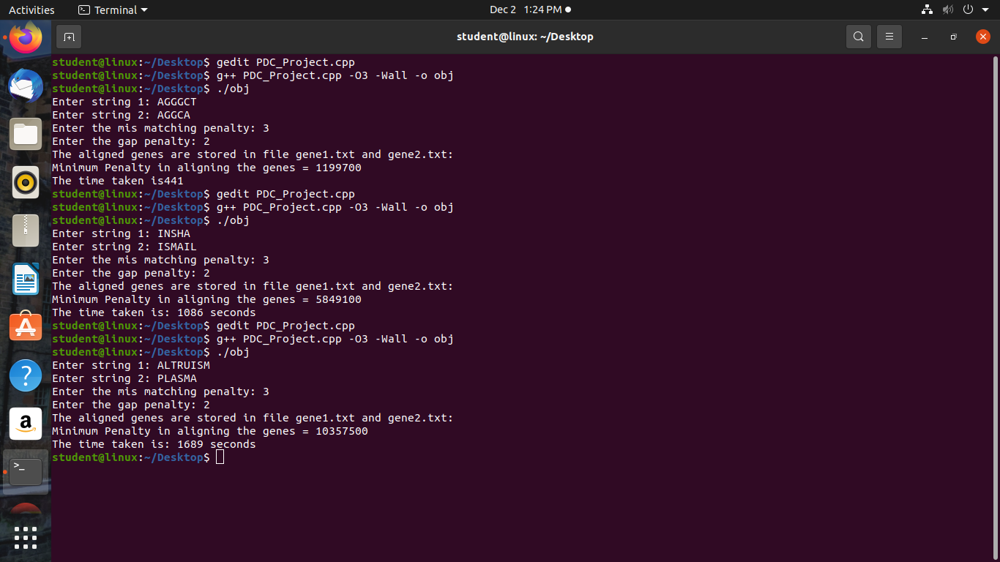 Activities Terminal Dec 2 1:24 PM
student@linux: ~/Desktop
student@linux:~/Desktop$ gedit PDC_Project.cpp
student@linux:~/Desktop$ g++ PDC_Project.cpp -O3 -Wall -o obj
student@linux:~/Desktop$ ./obj
Enter string 1: AGGGCT
Enter string 2: AGGCA
Enter the mis matching penalty: 3
Enter the gap penalty: 2
The aligned genes are stored in file gene1.txt and gene2.txt:
Minimum Penalty in aligning the genes = 1199700
The time taken is441
student@linux:~/Desktop$ gedit PDC_Project.cpp
student@linux:~/Desktop$ g++ PDC_Project.cpp -O3 -Wall -o obj
student@linux:~/Desktop$ ./obj
Enter string 1: INSHA
Enter string 2: ISMAIL
Enter the mis matching penalty: 3
Enter the gap penalty: 2
The aligned genes are stored in file gene1.txt and gene2.txt:
Minimum Penalty in aligning the genes = 5849100
The time taken is: 1086 seconds
student@linux:~/Desktop$ gedit PDC_Project.cpp
student@linux:~/Desktop$ g++ PDC_Project.cpp -O3 -Wall -o obj
student@linux:~/Desktop$ ./obj
Enter string 1: ALTRUISM
Enter string 2: PLASMA
Enter the mis matching penalty: 3
Enter the gap penalty: 2
The aligned genes are stored in file gene1.txt and gene2.txt:
Minimum Penalty in aligning the genes = 10357500
The time taken is: 1689 seconds
student@linux:~/Desktop$